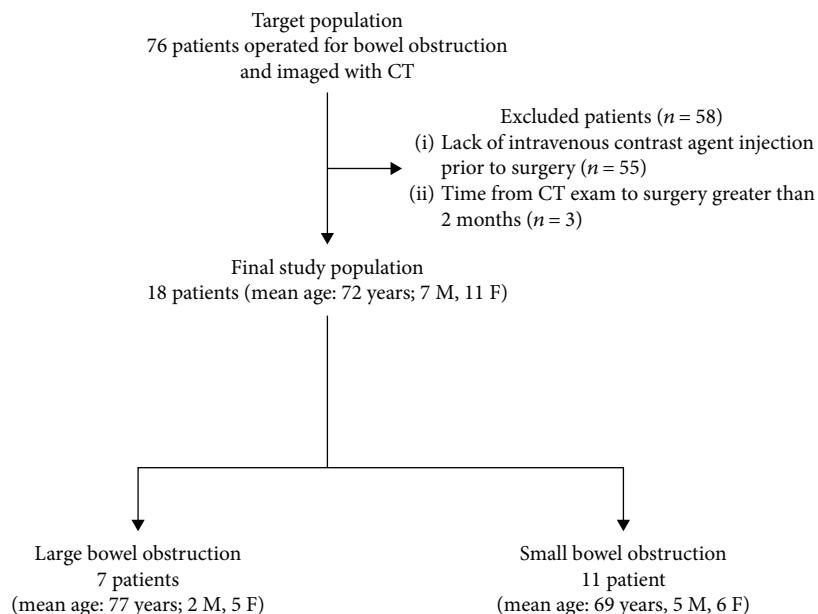 Target population
76 patients operated for bowel obstruction
and imaged with CT
Excluded patients (n = 58)
(i) Lack of intravenous contrast agent injection
prior to surgery (n = 55)
(ii) Time from CT exam to surgery greater than
2 months (n = 3)
Final study population
18 patients (mean age: 72 years; 7 M, 11 F)
Large bowel obstruction
7 patients
(mean age: 77 years; 2 M, 5 F)
Small bowel obstruction
11 patient
(mean age: 69 years, 5 M, 6 F)